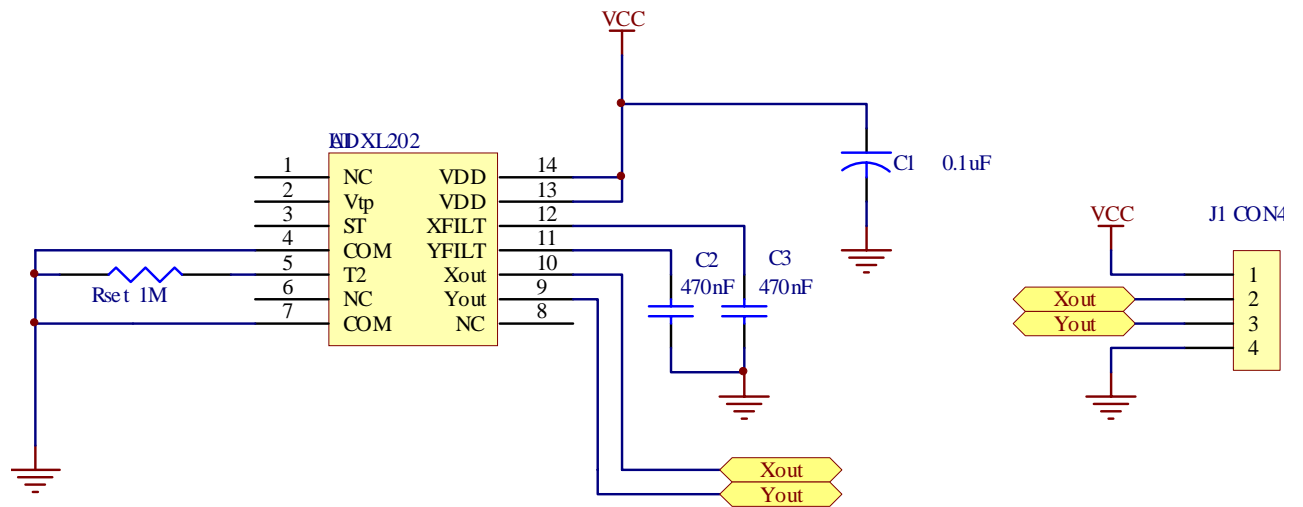 VCC
ADXL202
1 NC VDD 14
2 Vtp VDD 13
3 ST XFILT 12
4 COM YFILT 11
5 T2 Xout 10
6 NC Yout 9
7 COM NC 8
Rset 1M
C1 0.1uF
C2
470nF
C3
470nF
Xout
Yout
VCC
J1 CON4
1
Xout 2
Yout 3
4